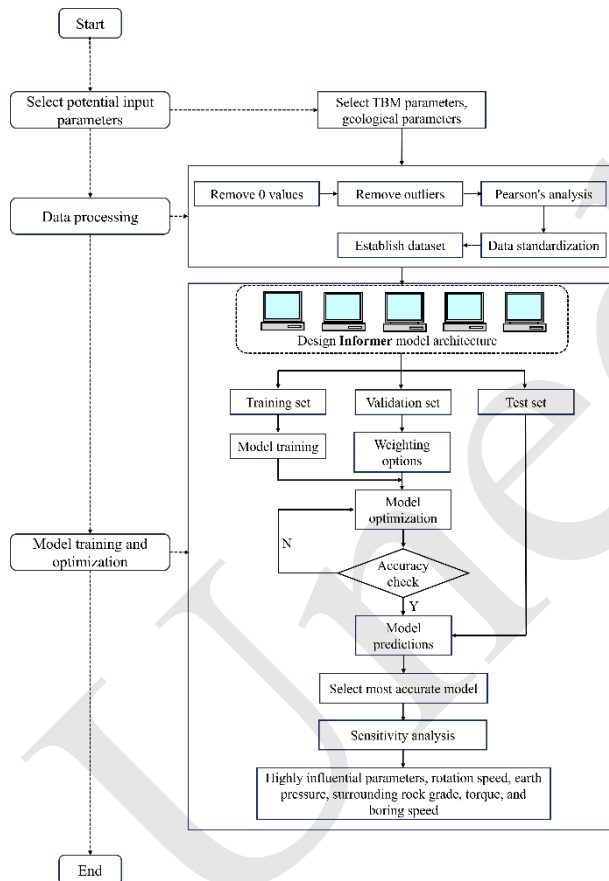 Start
Select potential input
parameters
Select TBM parameters,
geological parameters
Data processing
Remove 0 values
Remove outliers
Pearson's analysis
Establish dataset
Data standardization
Design Informer model architecture
Training set
Validation set
Test set
Model training
Weighting
options
Model
optimization
Model training and
optimization
N
Accuracy
check
Y
Model
predictions
Select most accurate model
Sensitivity analysis
Highly influential parameters, rotation speed, earth
pressure, surrounding rock grade, torque, and
boring speed
End